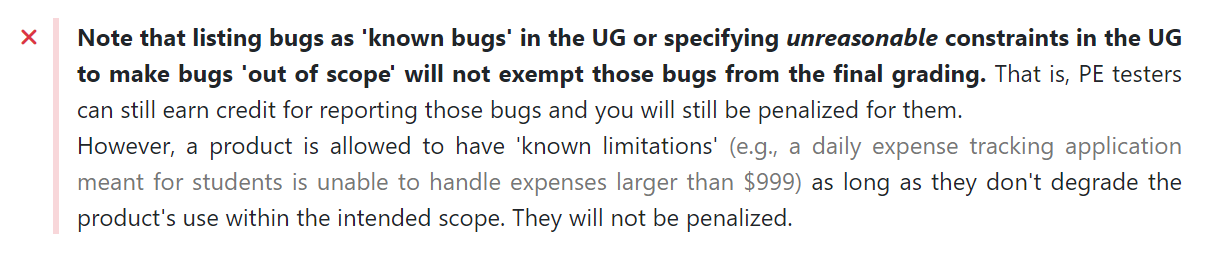 Note that listing bugs as 'known bugs' in the UG or specifying unreasonable constraints in the UG
to make bugs 'out of scope' will not exempt those bugs from the final grading. That is, PE testers
can still earn credit for reporting those bugs and you will still be penalized for them.
However, a product is allowed to have 'known limitations' (e.g., a daily expense tracking application
meant for students is unable to handle expenses larger than $999) as long as they don't degrade the
product's use within the intended scope. They will not be penalized.